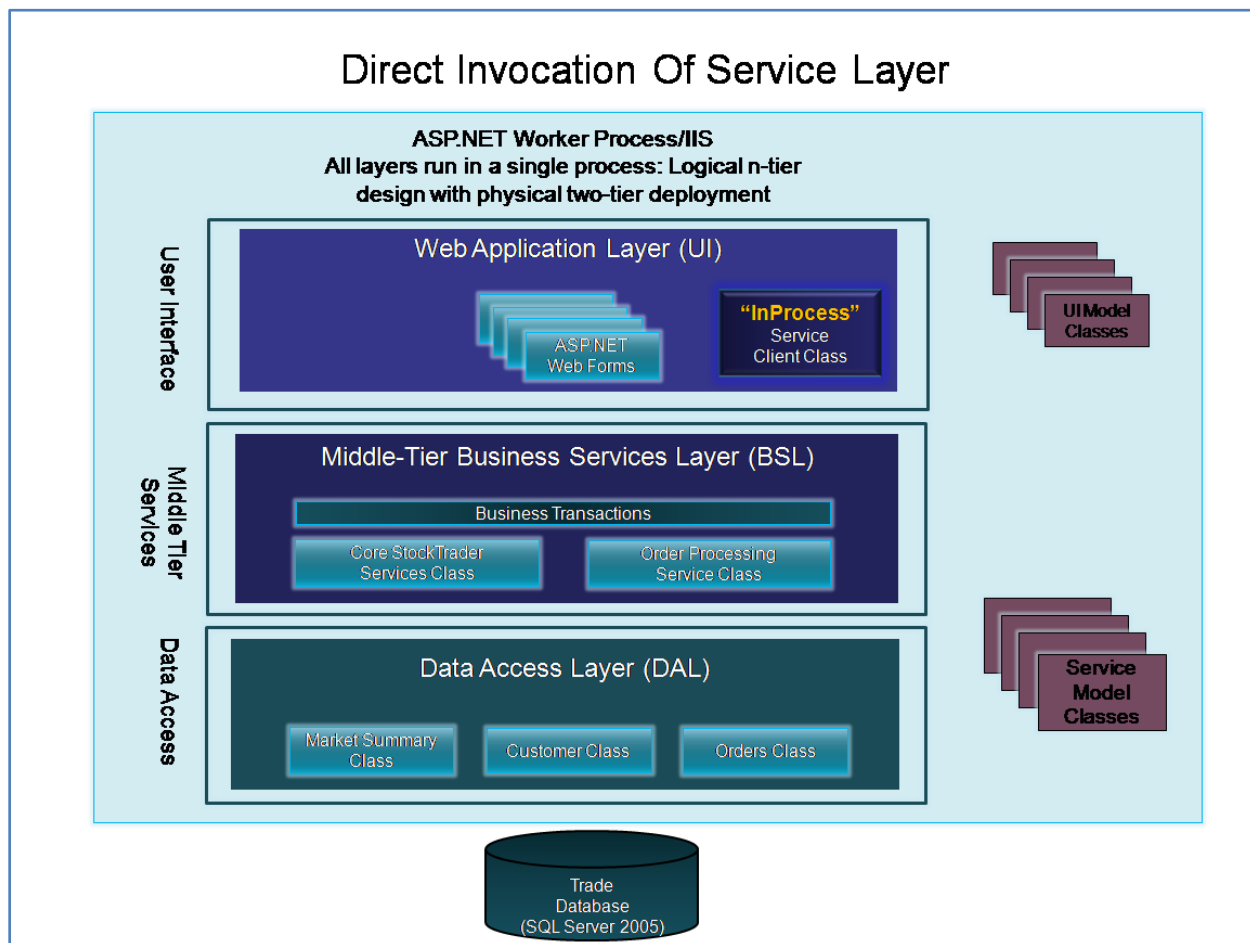 Direct Invocation Of Service Layer
ASP.NET Worker Process/IIS
All layers run in a single process: Logical n-tier
design with physical two-tier deployment
User Interface
Web Application Layer (UI)
ASP.NET
Web Forms
“InProcess”
Service
Client Class
UI Model
Classes
Middle Tier
Services
Middle-Tier Business Services Layer (BSL)
Business Transactions
Core StockTrader
Services Class
Order Processing
Service Class
Data Access
Data Access Layer (DAL)
Market Summary
Class
Customer Class
Orders Class
Service
Model
Classes
Trade
Database
(SQL Server 2005)